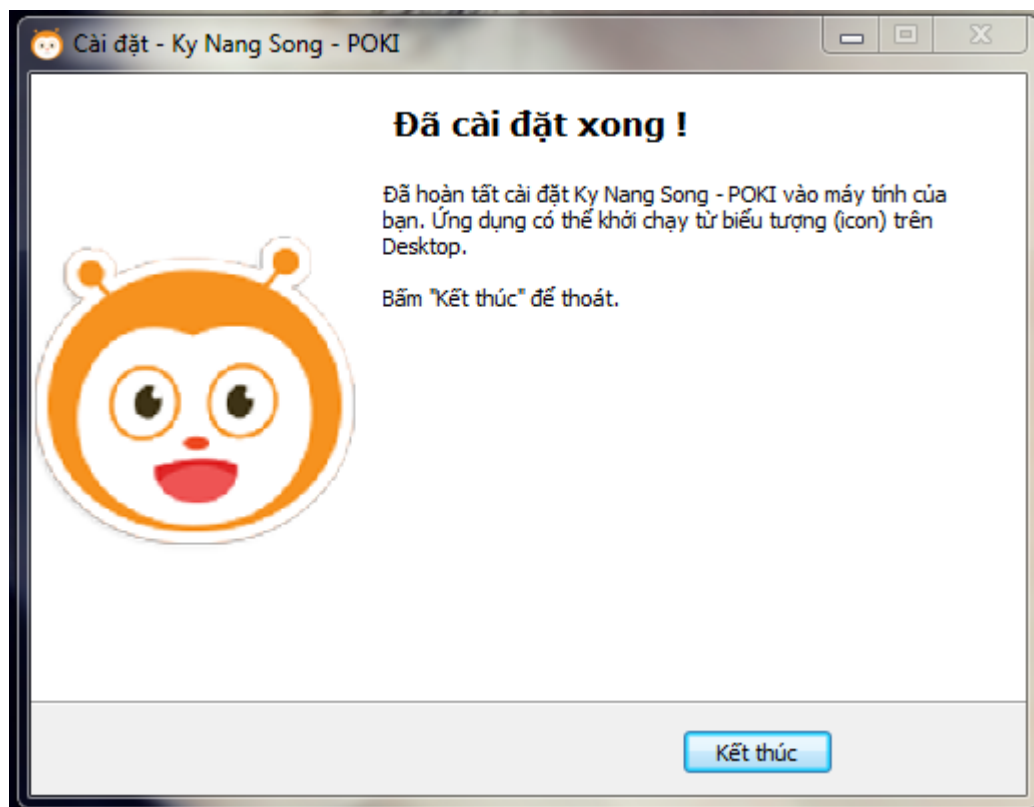 Cài đặt - Ky Nang Song - POKI
Đã cài đặt xong !
Đã hoàn tất cài đặt Ky Nang Song - POKI vào máy tính của
bạn. Ứng dụng có thể khởi chạy từ biểu tượng (icon) trên
Desktop.
Bấm "Kết thúc" để thoát.
Kết thúc